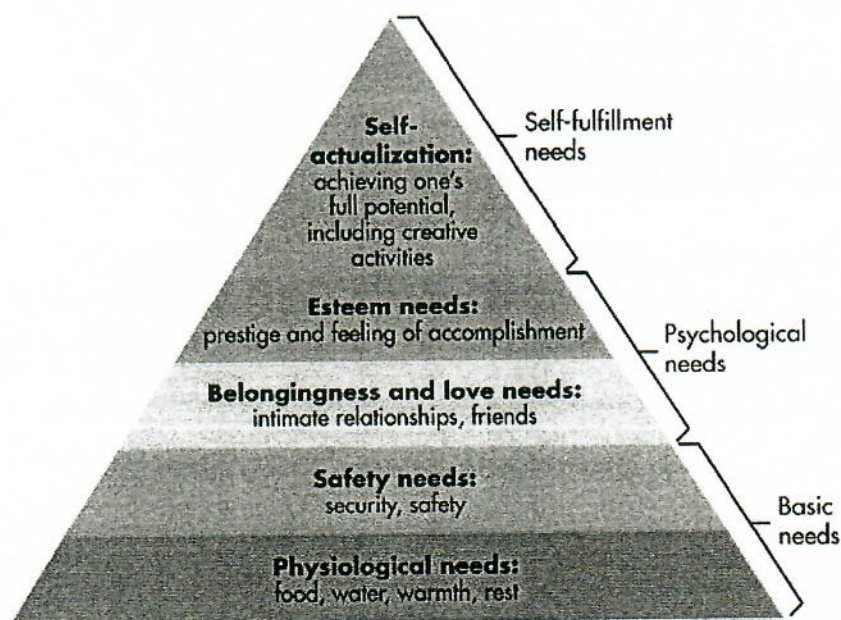 Self-
actualization:
achieving one's
full potential,
including creative
activities
Self-fulfillment
needs
Esteem needs:
prestige and feeling of accomplishment
Psychological
needs
Belongingness and love needs:
intimate relationships, friends
Safety needs:
security, safety
Basic
needs
Physiological needs:
food, water, warmth, rest